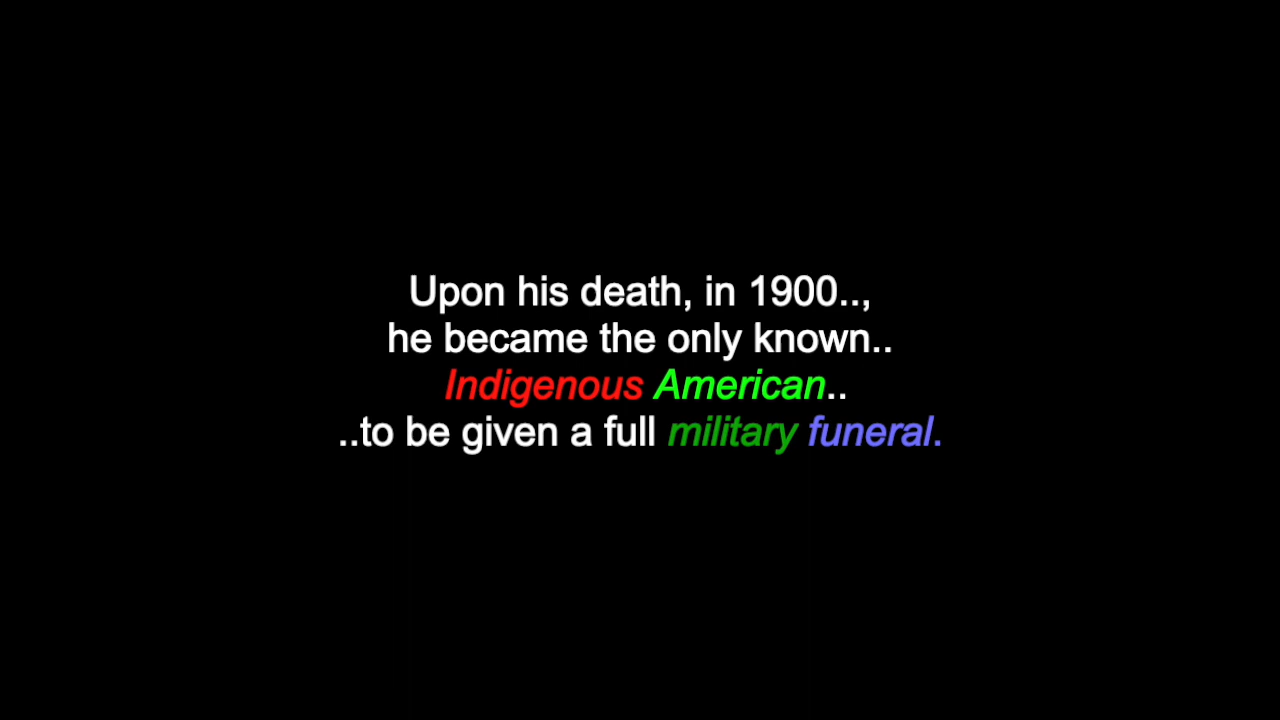 Upon his death, in 1900..,
he became the only known..
Indigenous American..
..to be given a full military funeral.